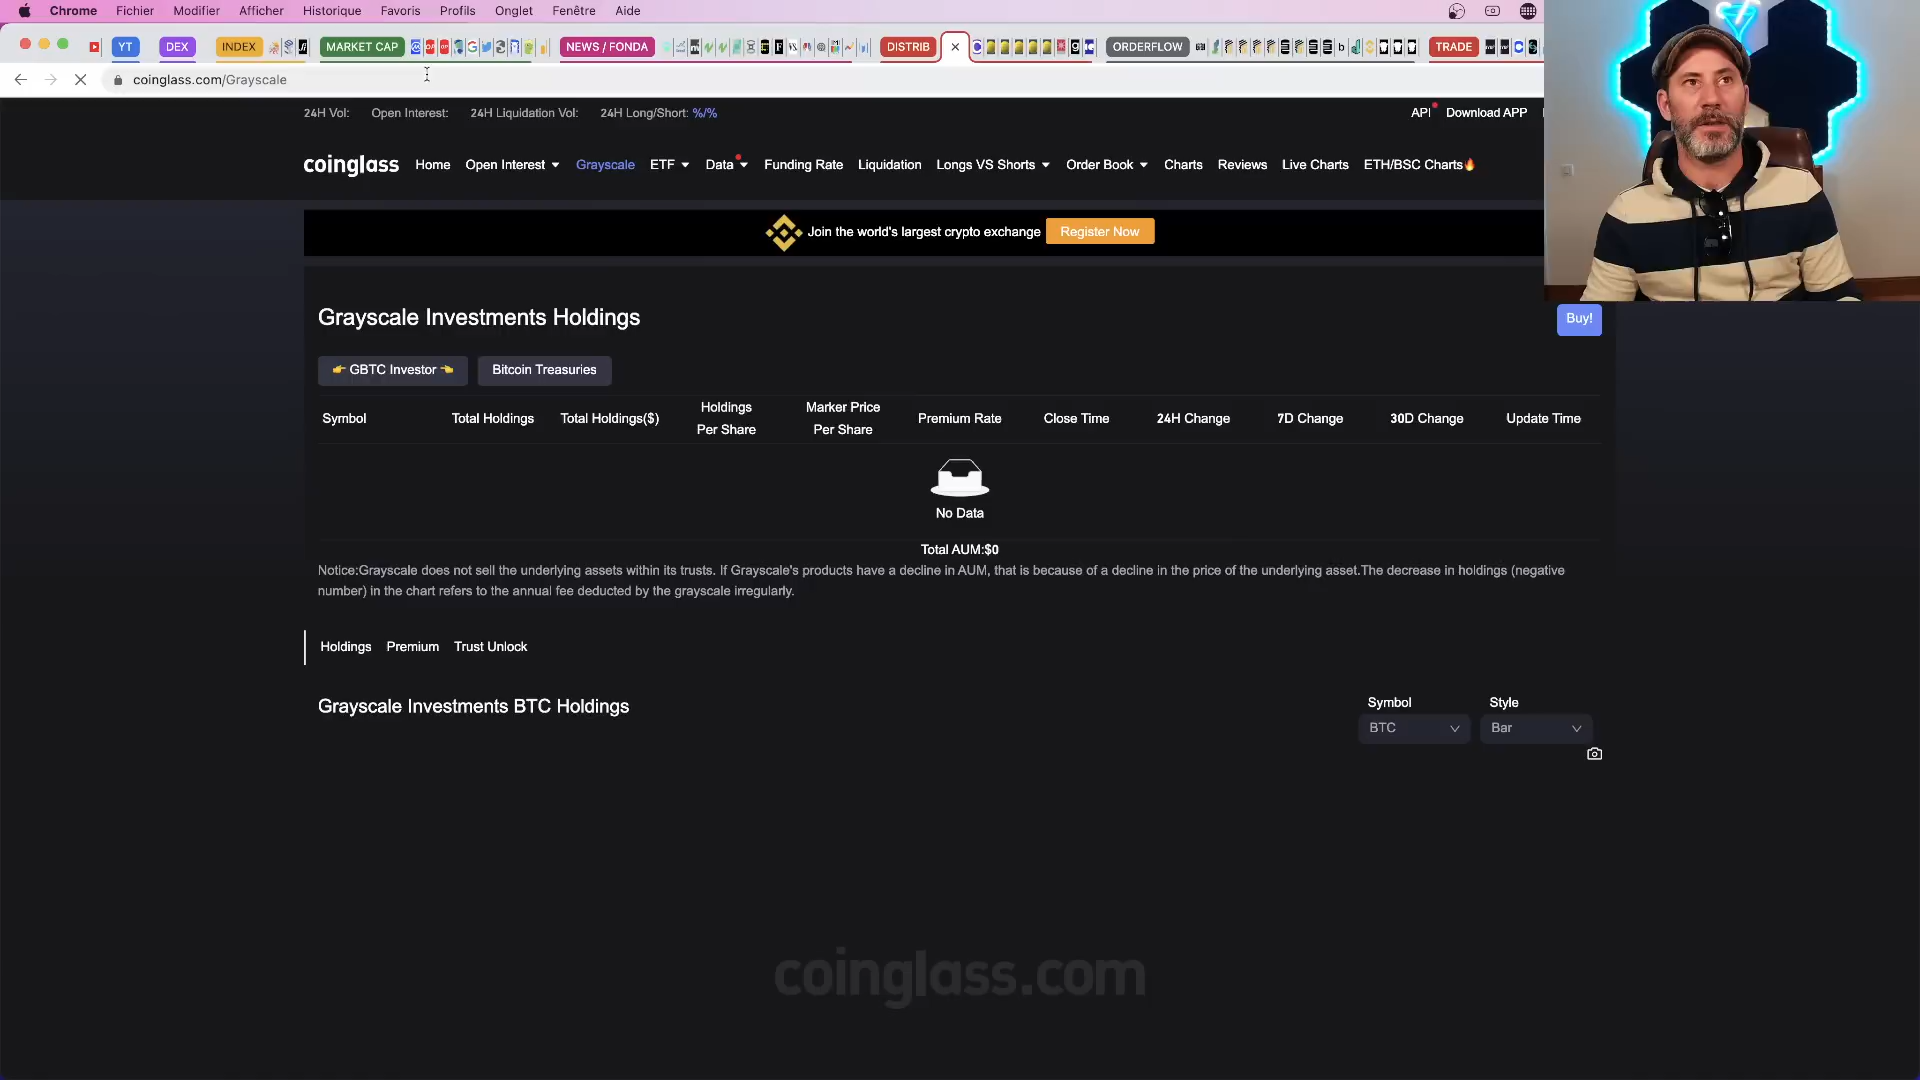 Chrome Fichier Modifier Afficher Historique Favoris Profils Onglet Fenêtre Aide
YT DEX INDEX MARKET CAP NEWS / FONDA DISTRIB ORDERFLOW TRADE
coinglass.com/Grayscale
24H Vol: Open Interest: 24H Liquidation Vol: 24H Long/Short: %/% API Download APP
coinglass Home Open Interest Grayscale ETF Data Funding Rate Liquidation Longs VS Shorts Order Book Charts Reviews Live Charts ETH/BSC Charts🔥
Join the world's largest crypto exchange Register Now
Grayscale Investments Holdings
Buy!
👉 GBTC Investor 👈 Bitcoin Treasuries
Symbol Total Holdings Total Holdings($) Holdings Per Share Marker Price Per Share Premium Rate Close Time 24H Change 7D Change 30D Change Update Time
No Data
Total AUM:$0
Notice:Grayscale does not sell the underlying assets within its trusts. If Grayscale's products have a decline in AUM, that is because of a decline in the price of the underlying asset.The decrease in holdings (negative
number) in the chart refers to the annual fee deducted by the grayscale irregularly.
Holdings Premium Trust Unlock
Grayscale Investments BTC Holdings
Symbol Style
BTC Bar
coinglass.com